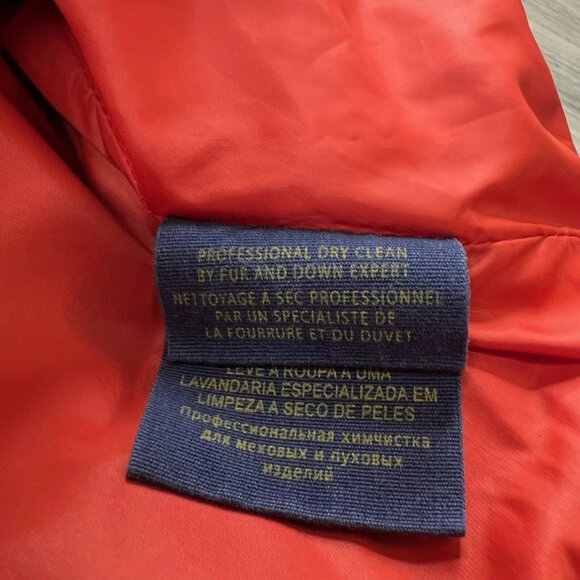 PROFESSIONAL DRY CLEAN
BY FUR AND DOWN EXPERT
NETTOYAGE A SEC PROFESSIONNEL
PAR UN SPECIALISTE DE
LA FOURRURE ET DU DUVET
LEVE A ROUPA A UMA
LAVANDARIA ESPECIALIZADA EM
LIMPEZA A SECO DE PELES
Профессиональная химчистка
для меховых и пуховых
изделий